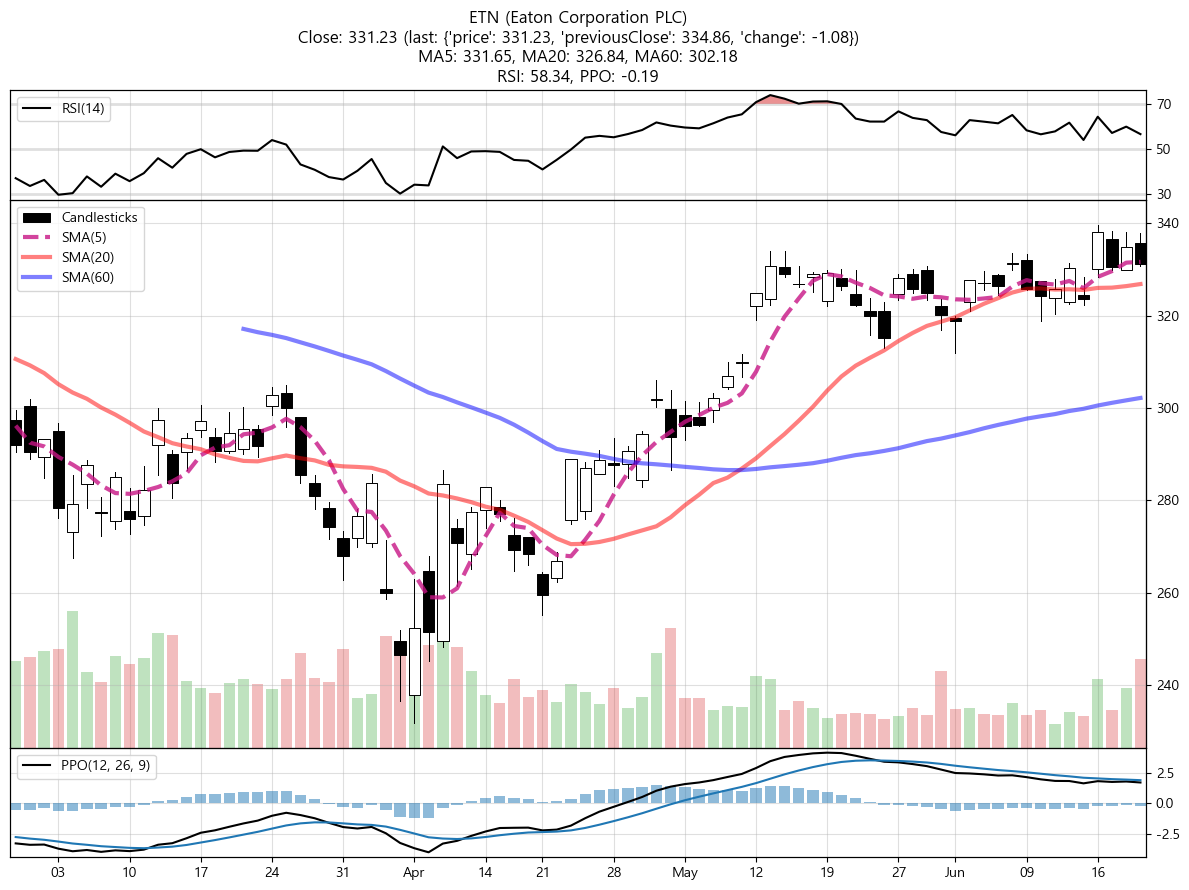 ETN (Eaton Corporation PLC)
Close: 331.23 (last: {'price': 331.23, 'previousClose': 334.86, 'change': -1.08})
MA5: 331.65, MA20: 326.84, MA60: 302.18
RSI: 58.34, PPO: -0.19
RSI(14)
70
50
30
Candlesticks
SMA(5)
SMA(20)
SMA(60)
340
320
300
280
260
240
PPO(12, 26, 9)
2.5
0.0
-2.5
03 10 17 24 31 Apr 14 21 28 May 12 19 27 Jun 09 16